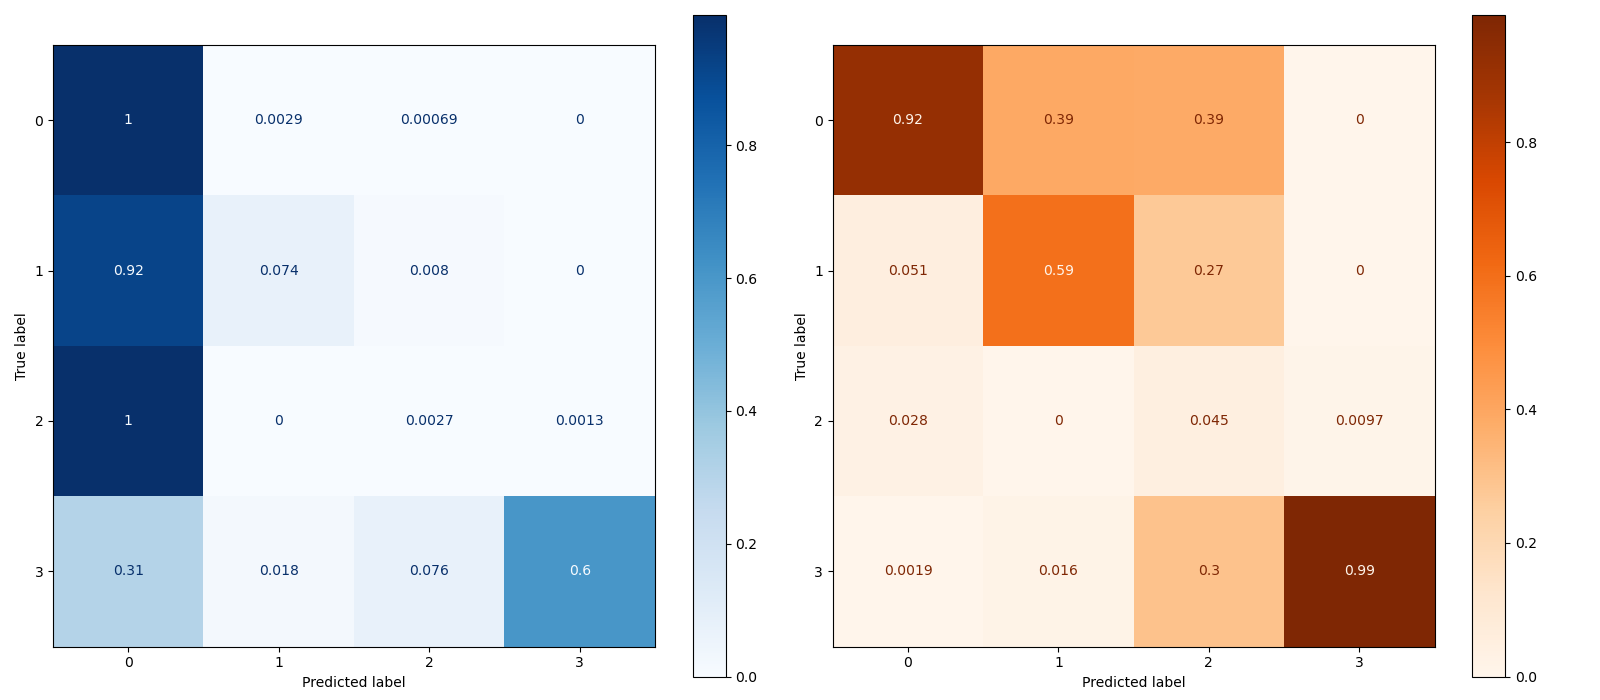 0 1 0.0029 0.00069 0
1 0.92 0.074 0.008 0
2 1 0 0.0027 0.0013
3 0.31 0.018 0.076 0.6
0 1 2 3
Predicted label
True label
0.8
0.6
0.4
0.2
0.0
0 0.92 0.39 0.39 0
1 0.051 0.59 0.27 0
2 0.028 0 0.045 0.0097
3 0.0019 0.016 0.3 0.99
0 1 2 3
Predicted label
True label
0.8
0.6
0.4
0.2
0.0